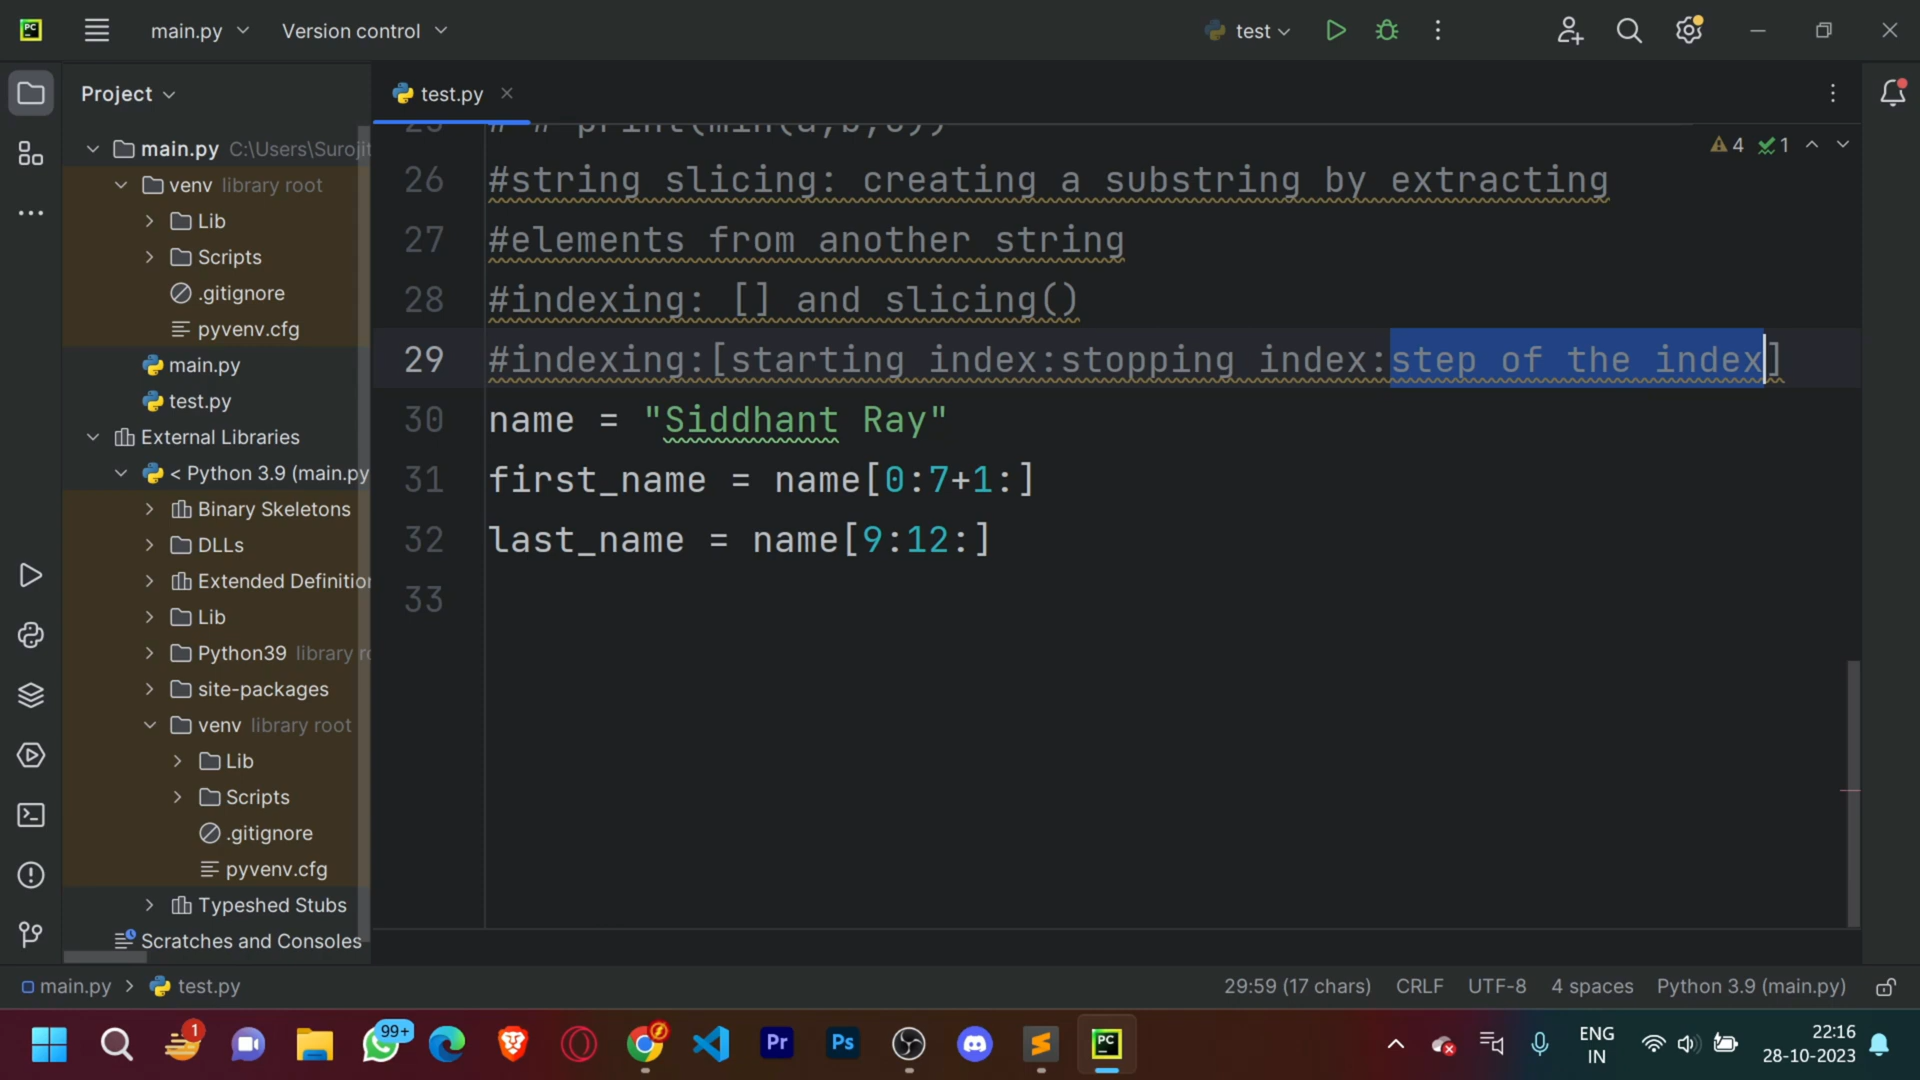 PC
main.py
Version control
test
Project
test.py
4
1
main.py C:\Users\Surojit
venv library root
Lib
Scripts
.gitignore
pyvenv.cfg
main.py
test.py
External Libraries
< Python 3.9 (main.py
Binary Skeletons
DLLs
Extended Definition
Lib
Python39 library
site-packages
venv library root
Lib
Scripts
.gitignore
pyvenv.cfg
Typeshed Stubs
Scratches and Consoles
26 #string slicing: creating a substring by extracting
27 #elements from another string
28 #indexing: [] and slicing()
29 #indexing:[starting index:stopping index:step of the index]
30 name = "Siddhant Ray"
31 first_name = name[0:7+1:]
32 last_name = name[9:12:]
33
main.py > test.py
29:59 (17 chars)
CRLF
UTF-8
4 spaces
Python 3.9 (main.py)
1
99+
Pr
Ps
PC
ENG
IN
22:16
28-10-2023